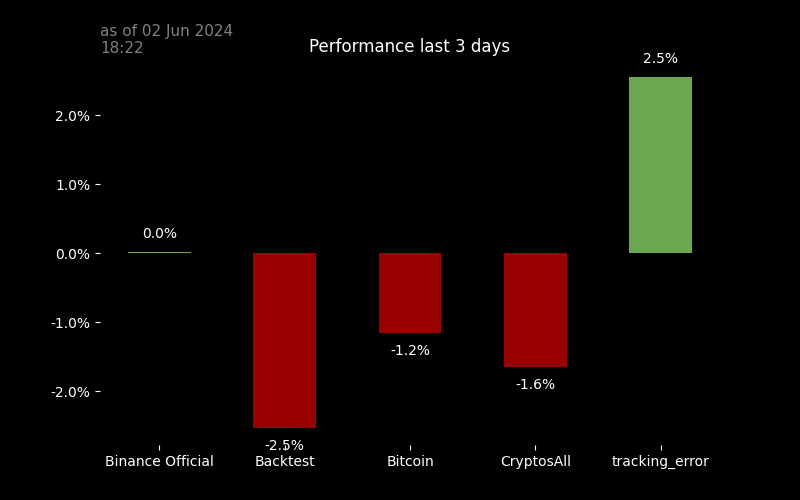 as of 02 Jun 2024
18:22
Performance last 3 days
2.5%
2.0%
1.0%
0.0%
0.0%
-1.0%
-1.2%
-1.6%
-2.0%
-2.5%
Binance Official
Backtest
Bitcoin
CryptosAll
tracking_error